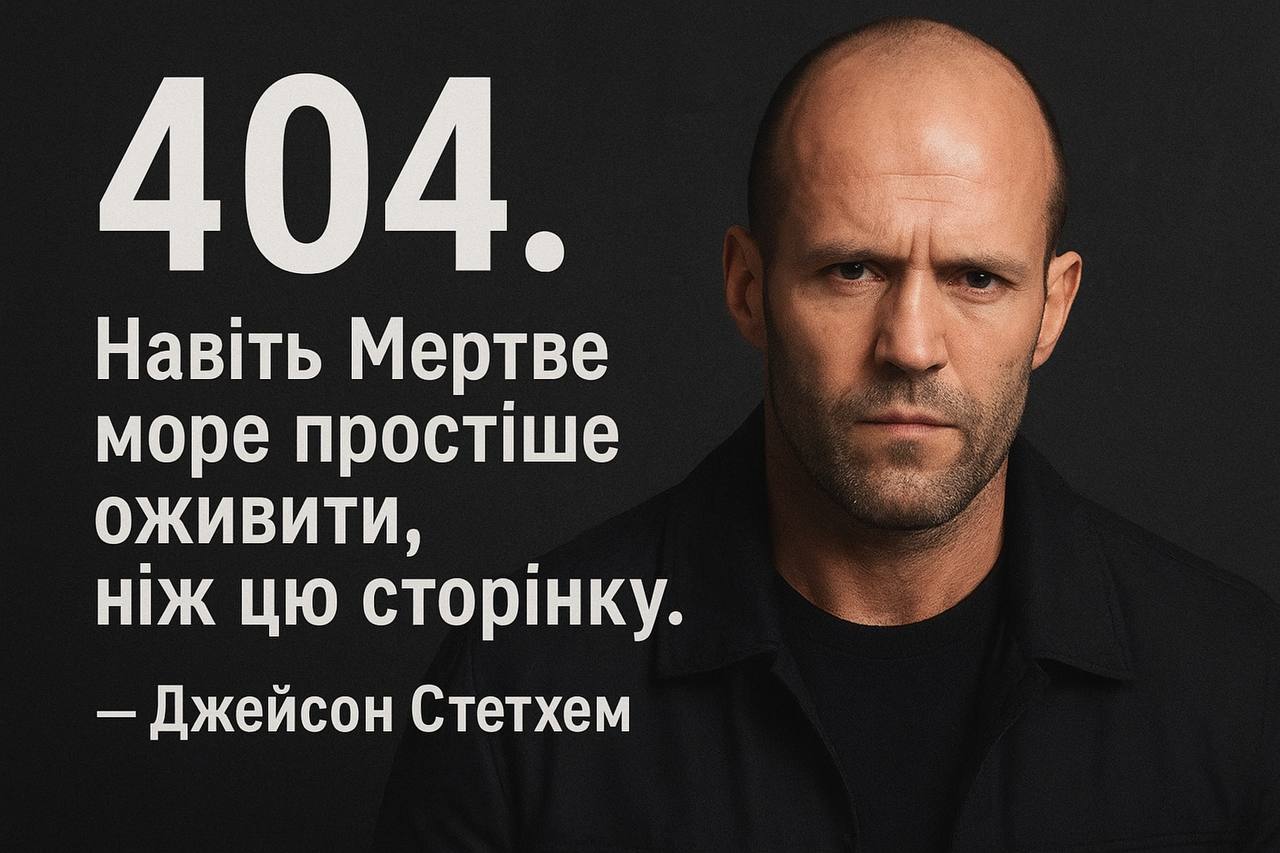 404.
Навіть Мертве
море простіше
оживити,
ніж цю сторінку.
— Джейсон Стетхем